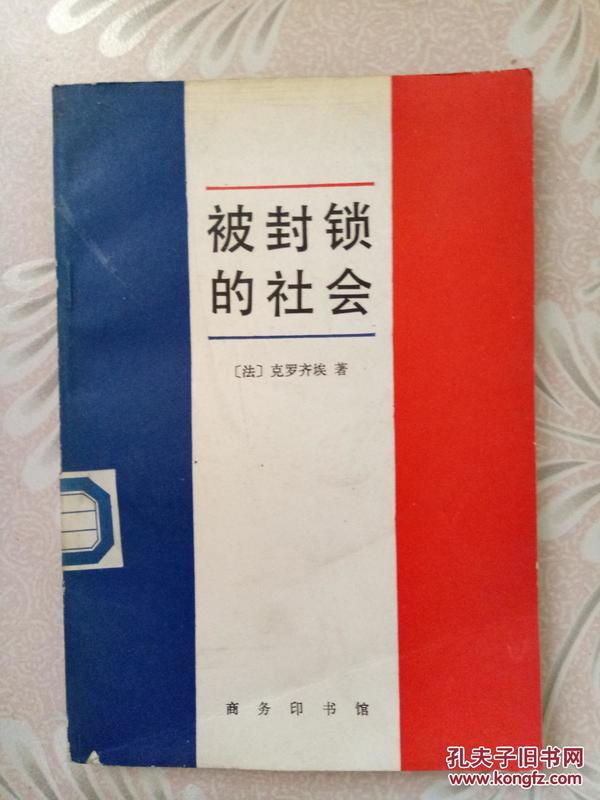 被封锁
的社会
〔法〕克罗齐埃 著
商务印书馆
孔夫子旧书网
www.kongfz.com